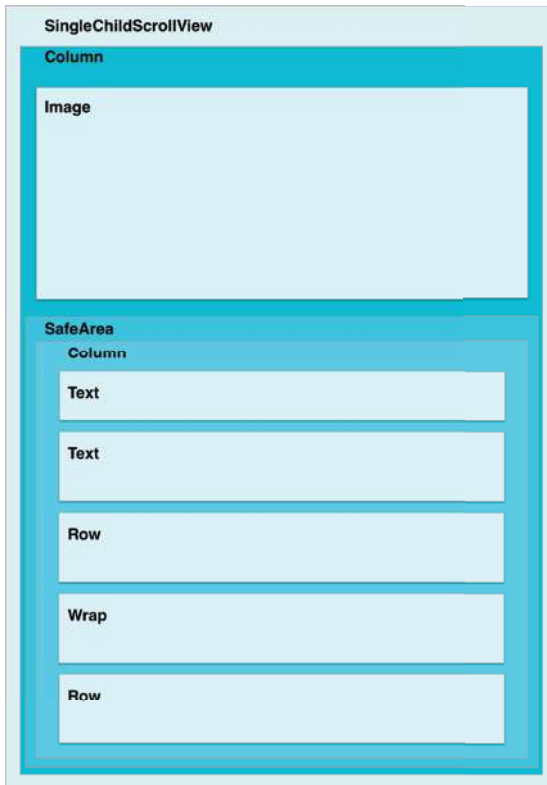 SingleChildScrollView
Column
Image
SafeArea
Column
Text
Text
Row
Wrap
Row